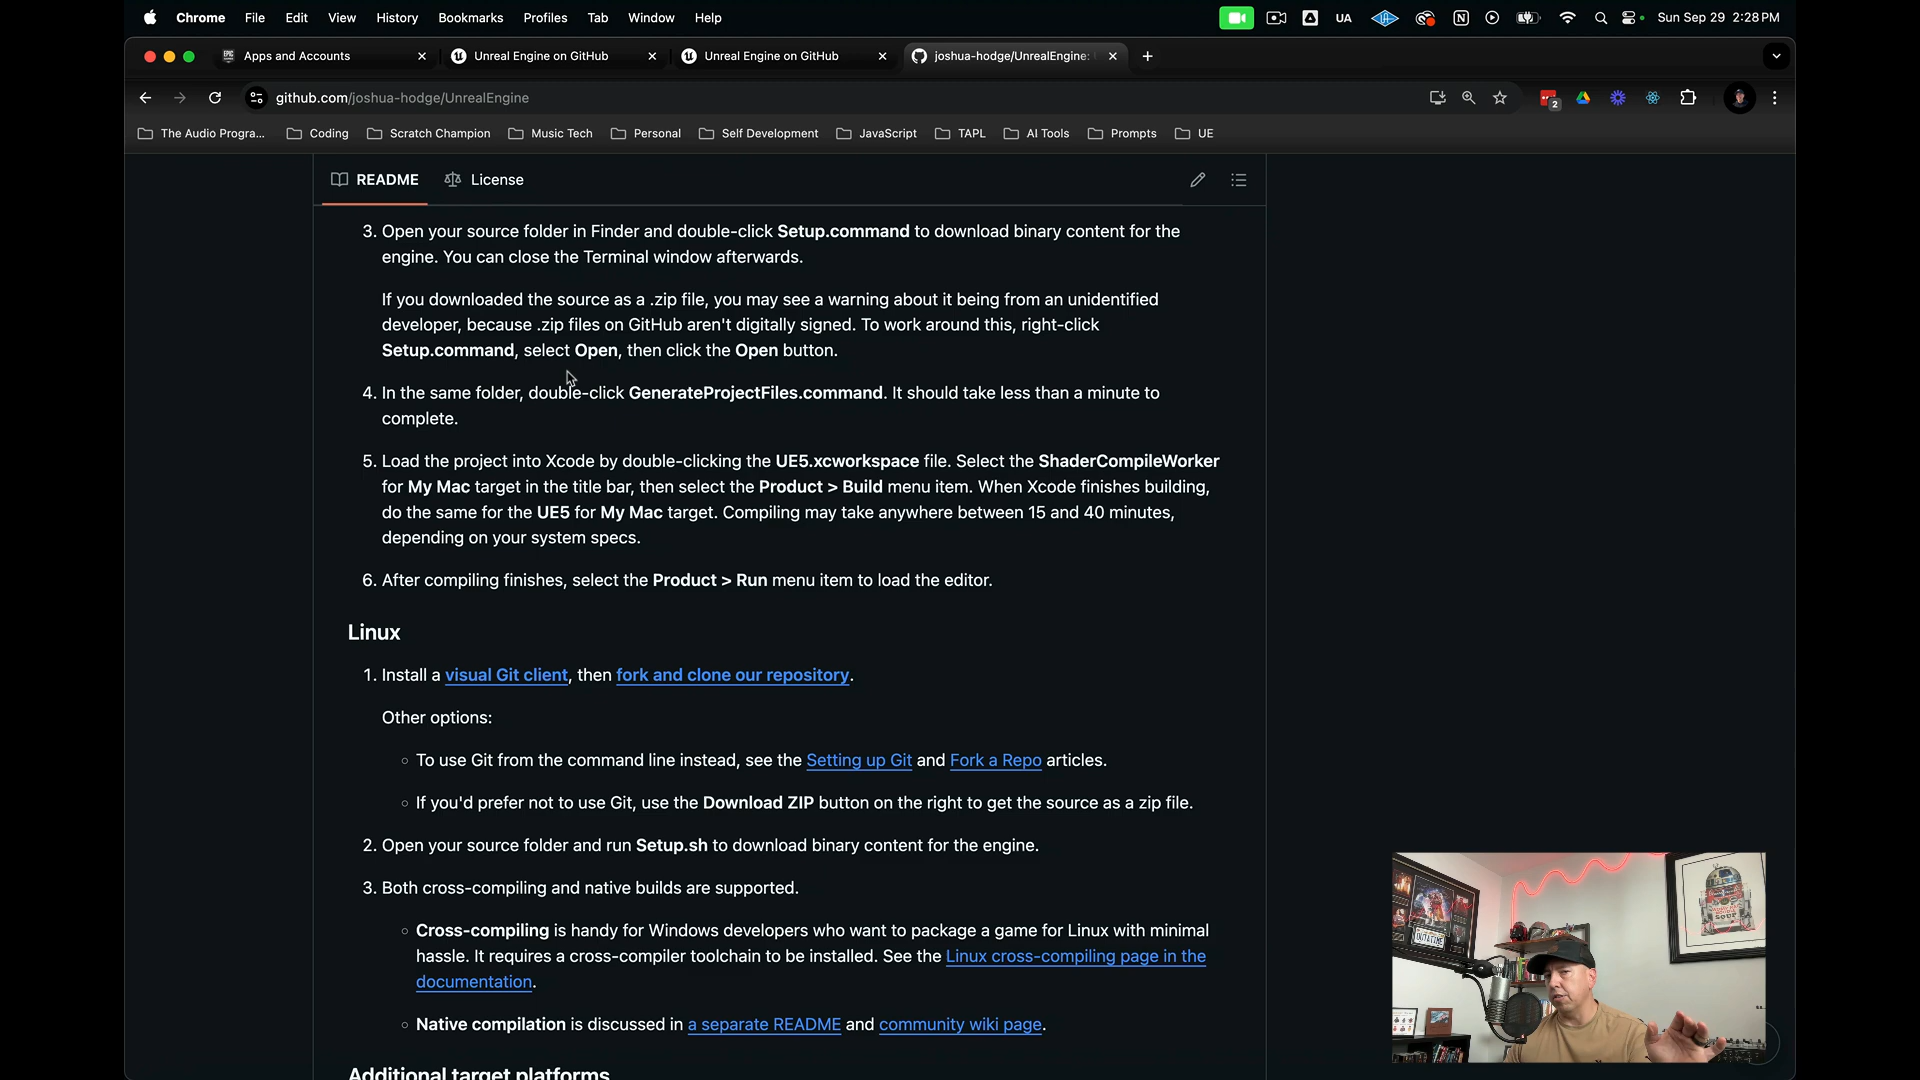 Chrome File Edit View History Bookmarks Profiles Tab Window Help UA Sun Sep 29 2:28 PM
Apps and Accounts Unreal Engine on GitHub Unreal Engine on GitHub joshua-hodge/UnrealEngine:
github.com/joshua-hodge/UnrealEngine 2
The Audio Progra... Coding Scratch Champion Music Tech Personal Self Development JavaScript TAPL AI Tools Prompts UE
README License
3. Open your source folder in Finder and double-click Setup.command to download binary content for the
engine. You can close the Terminal window afterwards.
If you downloaded the source as a .zip file, you may see a warning about it being from an unidentified
developer, because .zip files on GitHub aren't digitally signed. To work around this, right-click
Setup.command, select Open, then click the Open button.
4. In the same folder, double-click GenerateProjectFiles.command. It should take less than a minute to
complete.
5. Load the project into Xcode by double-clicking the UE5.xcworkspace file. Select the ShaderCompileWorker
for My Mac target in the title bar, then select the Product > Build menu item. When Xcode finishes building,
do the same for the UE5 for My Mac target. Compiling may take anywhere between 15 and 40 minutes,
depending on your system specs.
6. After compiling finishes, select the Product > Run menu item to load the editor.
Linux
1. Install a visual Git client, then fork and clone our repository.
Other options:
To use Git from the command line instead, see the Setting up Git and Fork a Repo articles.
If you'd prefer not to use Git, use the Download ZIP button on the right to get the source as a zip file.
2. Open your source folder and run Setup.sh to download binary content for the engine.
3. Both cross-compiling and native builds are supported.
Cross-compiling is handy for Windows developers who want to package a game for Linux with minimal
hassle. It requires a cross-compiler toolchain to be installed. See the Linux cross-compiling page in the
documentation.
Native compilation is discussed in a separate README and community wiki page.
Additional target platforms
OUTATIME